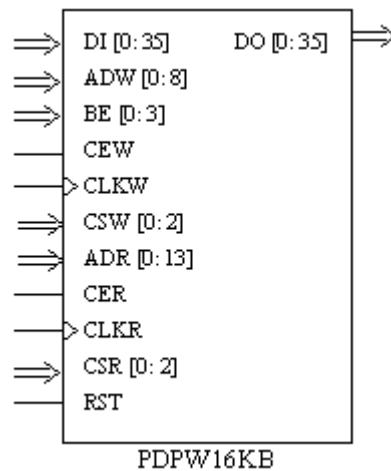 DI [0:35] DO [0:35]
ADW [0:8]
BE [0:3]
CEW
CLKW
CSW [0:2]
ADR [0:13]
CER
CLKR
CSR [0:2]
RST
PDPW16KB